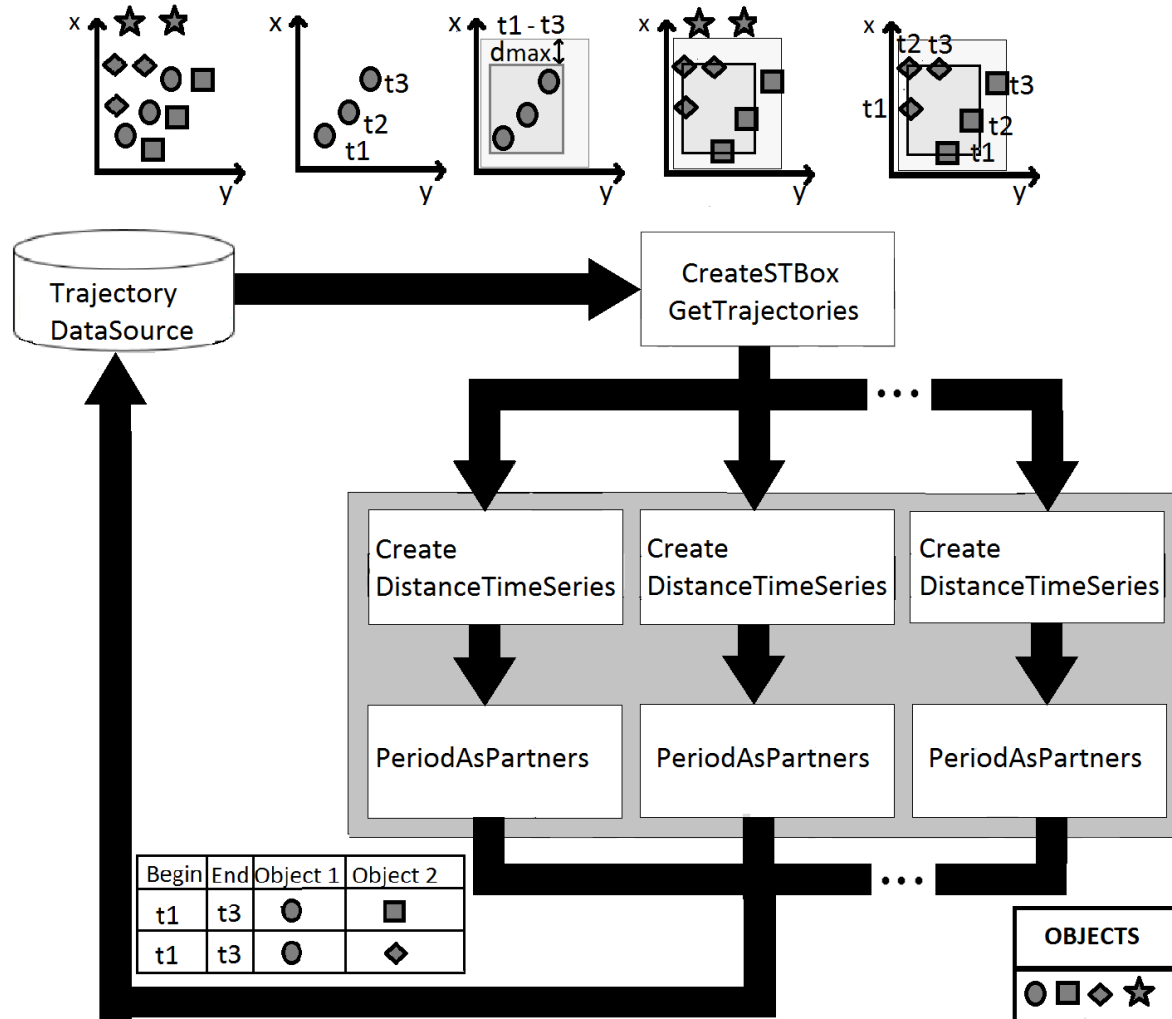 x
y
x
t3
t2
t1
y
x
t1 - t3
dmax
y
x
y
x
t2 t3
t1
t3
t2
t1
y
Trajectory
DataSource
CreateSTBox
GetTrajectories
...
Create
DistanceTimeSeries
Create
DistanceTimeSeries
Create
DistanceTimeSeries
PeriodAsPartners
PeriodAsPartners
PeriodAsPartners
...
Begin End Object 1 Object 2
t1 t3
t1 t3
OBJECTS